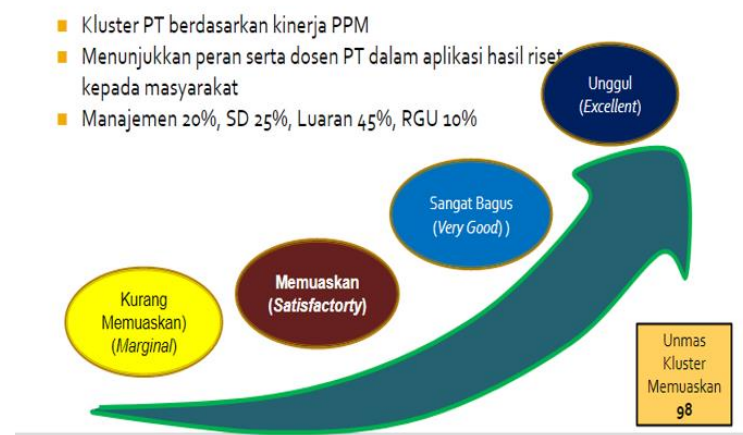 Kluster PT berdasarkan kinerja PPM
Menunjukkan peran serta dosen PT dalam aplikasi hasil riset
kepada masyarakat
Manajemen 20%, SD 25%, Luaran 45%, RGU 10%
Unggul
(Excellent)
Sangat Bagus
(Very Good) )
Memuaskan
(Satisfactorty)
Kurang
Memuaskan)
(Marginal)
Unmas
Kluster
Memuaskan
98